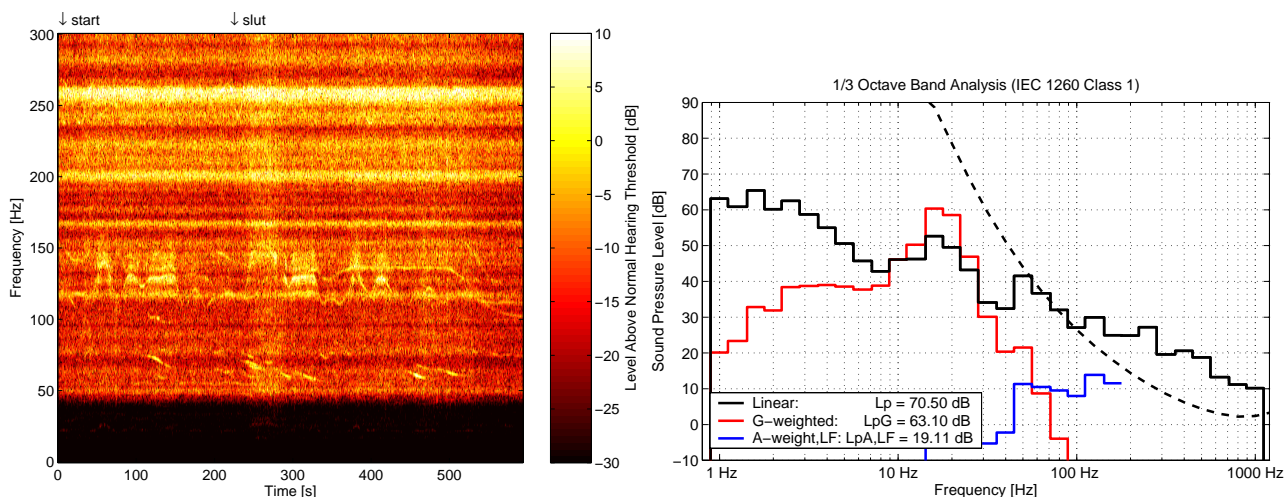 ↓ start
↓ slut
300
250
200
150
100
50
0
Frequency [Hz]
0 100 200 300 400 500
Time [s]
10
5
0
−5
−10
−15
−20
−25
−30
Level Above Normal Hearing Threshold [dB]
1/3 Octave Band Analysis (IEC 1260 Class 1)
90
80
70
60
50
40
30
20
10
0
−10
Sound Pressure Level [dB]
Linear: Lp = 70.50 dB
G−weighted: LpG = 63.10 dB
A−weight,LF: LpA,LF = 19.11 dB
1 Hz 10 Hz 100 Hz 1000 Hz
Frequency [Hz]